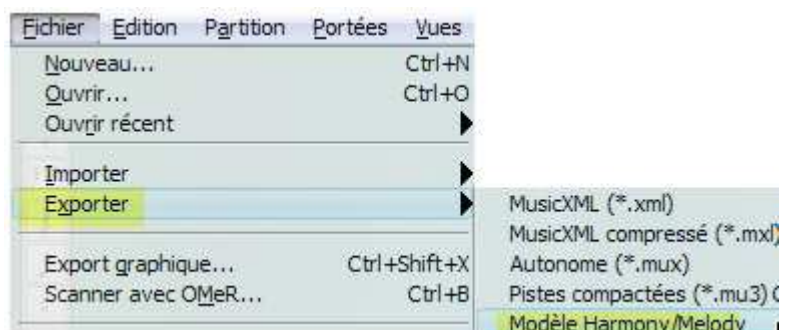 Fichier Edition Partition Portées Vues
Nouveau... Ctrl+N
Ouvrir... Ctrl+O
Ouvrir récent
Importer
Exporter
MusicXML (*.xml)
MusicXML compressé (*.mxl)
Export graphique... Ctrl+Shift+X
Autonome (*.mux)
Scanner avec OMeR... Ctrl+B
Pistes compactées (*.mu3)
Modèle Harmony/Melody